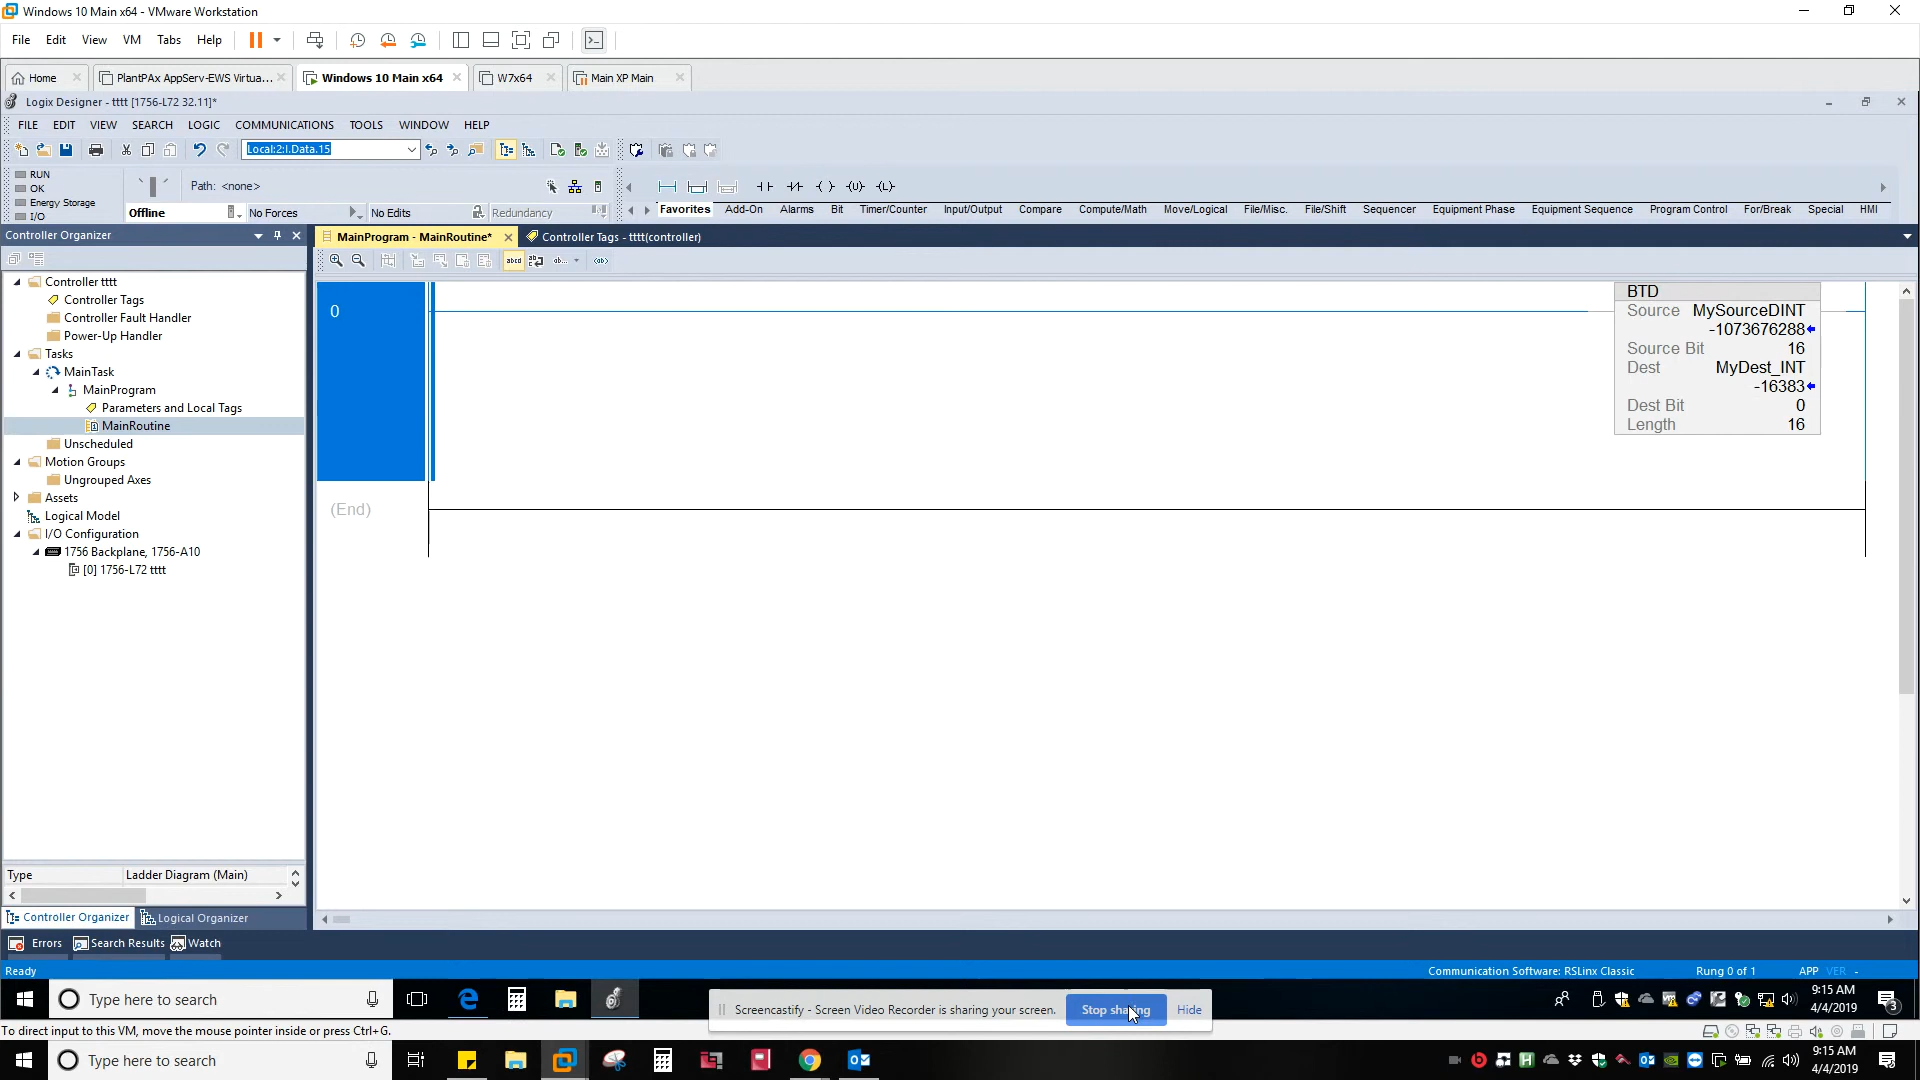 Windows 10 Main x64 - VMware Workstation
File Edit View VM Tabs Help
Home PlantPAx AppServ-EWS Virtua... Windows 10 Main x64 W7x64 Main XP Main
Logix Designer - tttt [1756-L72 32.11]*
FILE EDIT VIEW SEARCH LOGIC COMMUNICATIONS TOOLS WINDOW HELP
Local:2:I.Data.15
RUN
OK
Energy Storage
I/O
Path: <none>
Offline No Forces No Edits Redundancy
Favorites Add-On Alarms Bit Timer/Counter Input/Output Compare Compute/Math Move/Logical File/Misc. File/Shift Sequencer Equipment Phase Equipment Sequence Program Control For/Break Special HMI
Controller Organizer
MainProgram - MainRoutine* Controller Tags - tttt(controller)
Controller tttt
Controller Tags
Controller Fault Handler
Power-Up Handler
Tasks
MainTask
MainProgram
Parameters and Local Tags
MainRoutine
Unscheduled
Motion Groups
Ungrouped Axes
Assets
Logical Model
I/O Configuration
1756 Backplane, 1756-A10
[0] 1756-L72 tttt
0
BTD
Source MySourceDINT
-1073676288
Source Bit 16
Dest MyDest_INT
-16383
Dest Bit 0
Length 16
(End)
Type Ladder Diagram (Main)
Controller Organizer Logical Organizer
Errors Search Results Watch
Ready Communication Software: RSLinx Classic Rung 0 of 1 APP VER -
Type here to search
Screencastify - Screen Video Recorder is sharing your screen. Stop sharing Hide
9:15 AM
4/4/2019
3
To direct input to this VM, move the mouse pointer inside or press Ctrl+G.
Type here to search
9:15 AM
4/4/2019